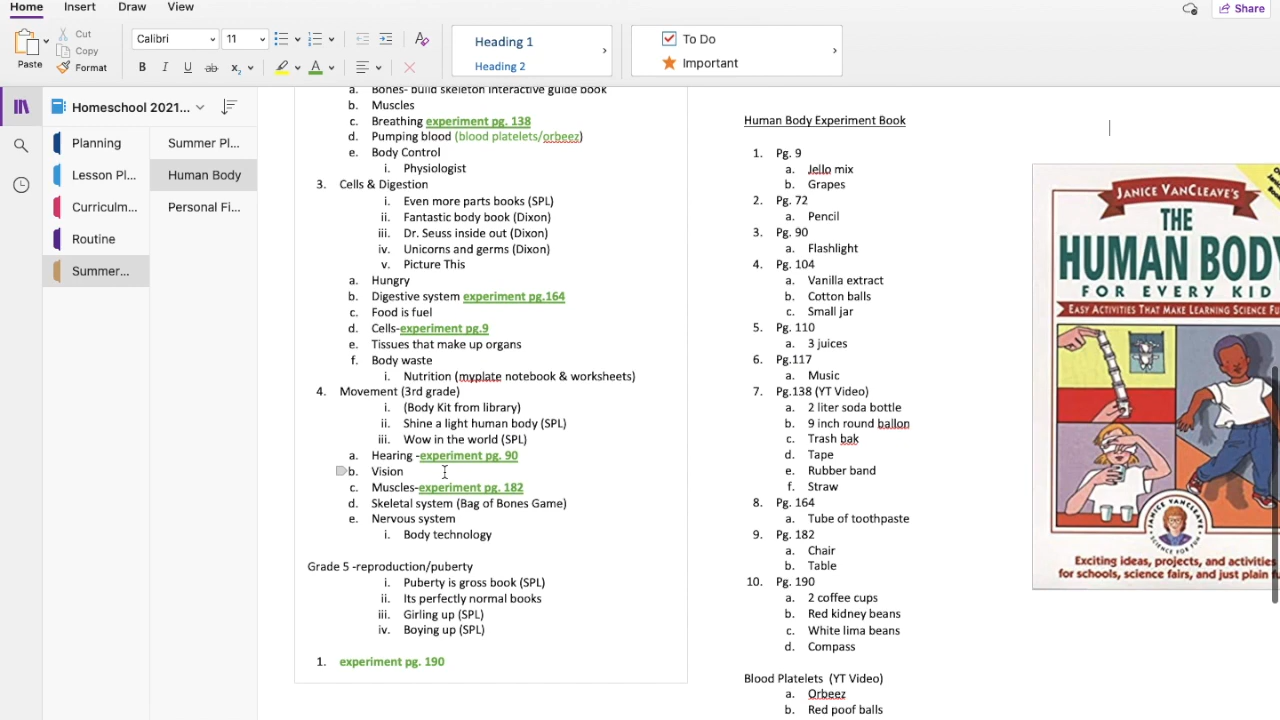 Home Insert Draw View
Share
Paste
Cut
Copy
Format
Calibri 11
B I U ab x₂ A
Heading 1
Heading 2
To Do
Important
Homeschool 2021...
Planning
Lesson Pl...
Curriculm...
Routine
Summer...
Summer Pl...
Human Body
Personal Fi...
a. Bones- build skeleton interactive guide book
b. Muscles
c. Breathing experiment pg. 138
d. Pumping blood (blood platelets/orbeez)
e. Body Control
i. Physiologist
3. Cells & Digestion
i. Even more parts books (SPL)
ii. Fantastic body book (Dixon)
iii. Dr. Seuss inside out (Dixon)
iv. Unicorns and germs (Dixon)
v. Picture This
a. Hungry
b. Digestive system experiment pg.164
c. Food is fuel
d. Cells-experiment pg.9
e. Tissues that make up organs
f. Body waste
i. Nutrition (myplate notebook & worksheets)
4. Movement (3rd grade)
i. (Body Kit from library)
ii. Shine a light human body (SPL)
iii. Wow in the world (SPL)
a. Hearing -experiment pg. 90
b. Vision
c. Muscles-experiment pg. 182
d. Skeletal system (Bag of Bones Game)
e. Nervous system
i. Body technology
Grade 5 -reproduction/puberty
i. Puberty is gross book (SPL)
ii. Its perfectly normal books
iii. Girling up (SPL)
iv. Boying up (SPL)
1. experiment pg. 190
Human Body Experiment Book
1. Pg. 9
a. Jello mix
b. Grapes
2. Pg. 72
a. Pencil
3. Pg. 90
a. Flashlight
4. Pg. 104
a. Vanilla extract
b. Cotton balls
c. Small jar
5. Pg. 110
a. 3 juices
6. Pg.117
a. Music
7. Pg.138 (YT Video)
a. 2 liter soda bottle
b. 9 inch round ballon
c. Trash bak
d. Tape
e. Rubber band
f. Straw
8. Pg. 164
a. Tube of toothpaste
9. Pg. 182
a. Chair
b. Table
10. Pg. 190
a. 2 coffee cups
b. Red kidney beans
c. White lima beans
d. Compass
Blood Platelets (YT Video)
a. Orbeez
b. Red poof balls
JANICE VANCLEAVE'S
THE
HUMAN BODY
FOR EVERY KID
EASY ACTIVITIES THAT MAKE LEARNING SCIENCE FU
JANICE VANCLEAVE
SCIENCE FOR FUN
Exciting ideas, projects, and activities
for schools, science fairs, and just plain